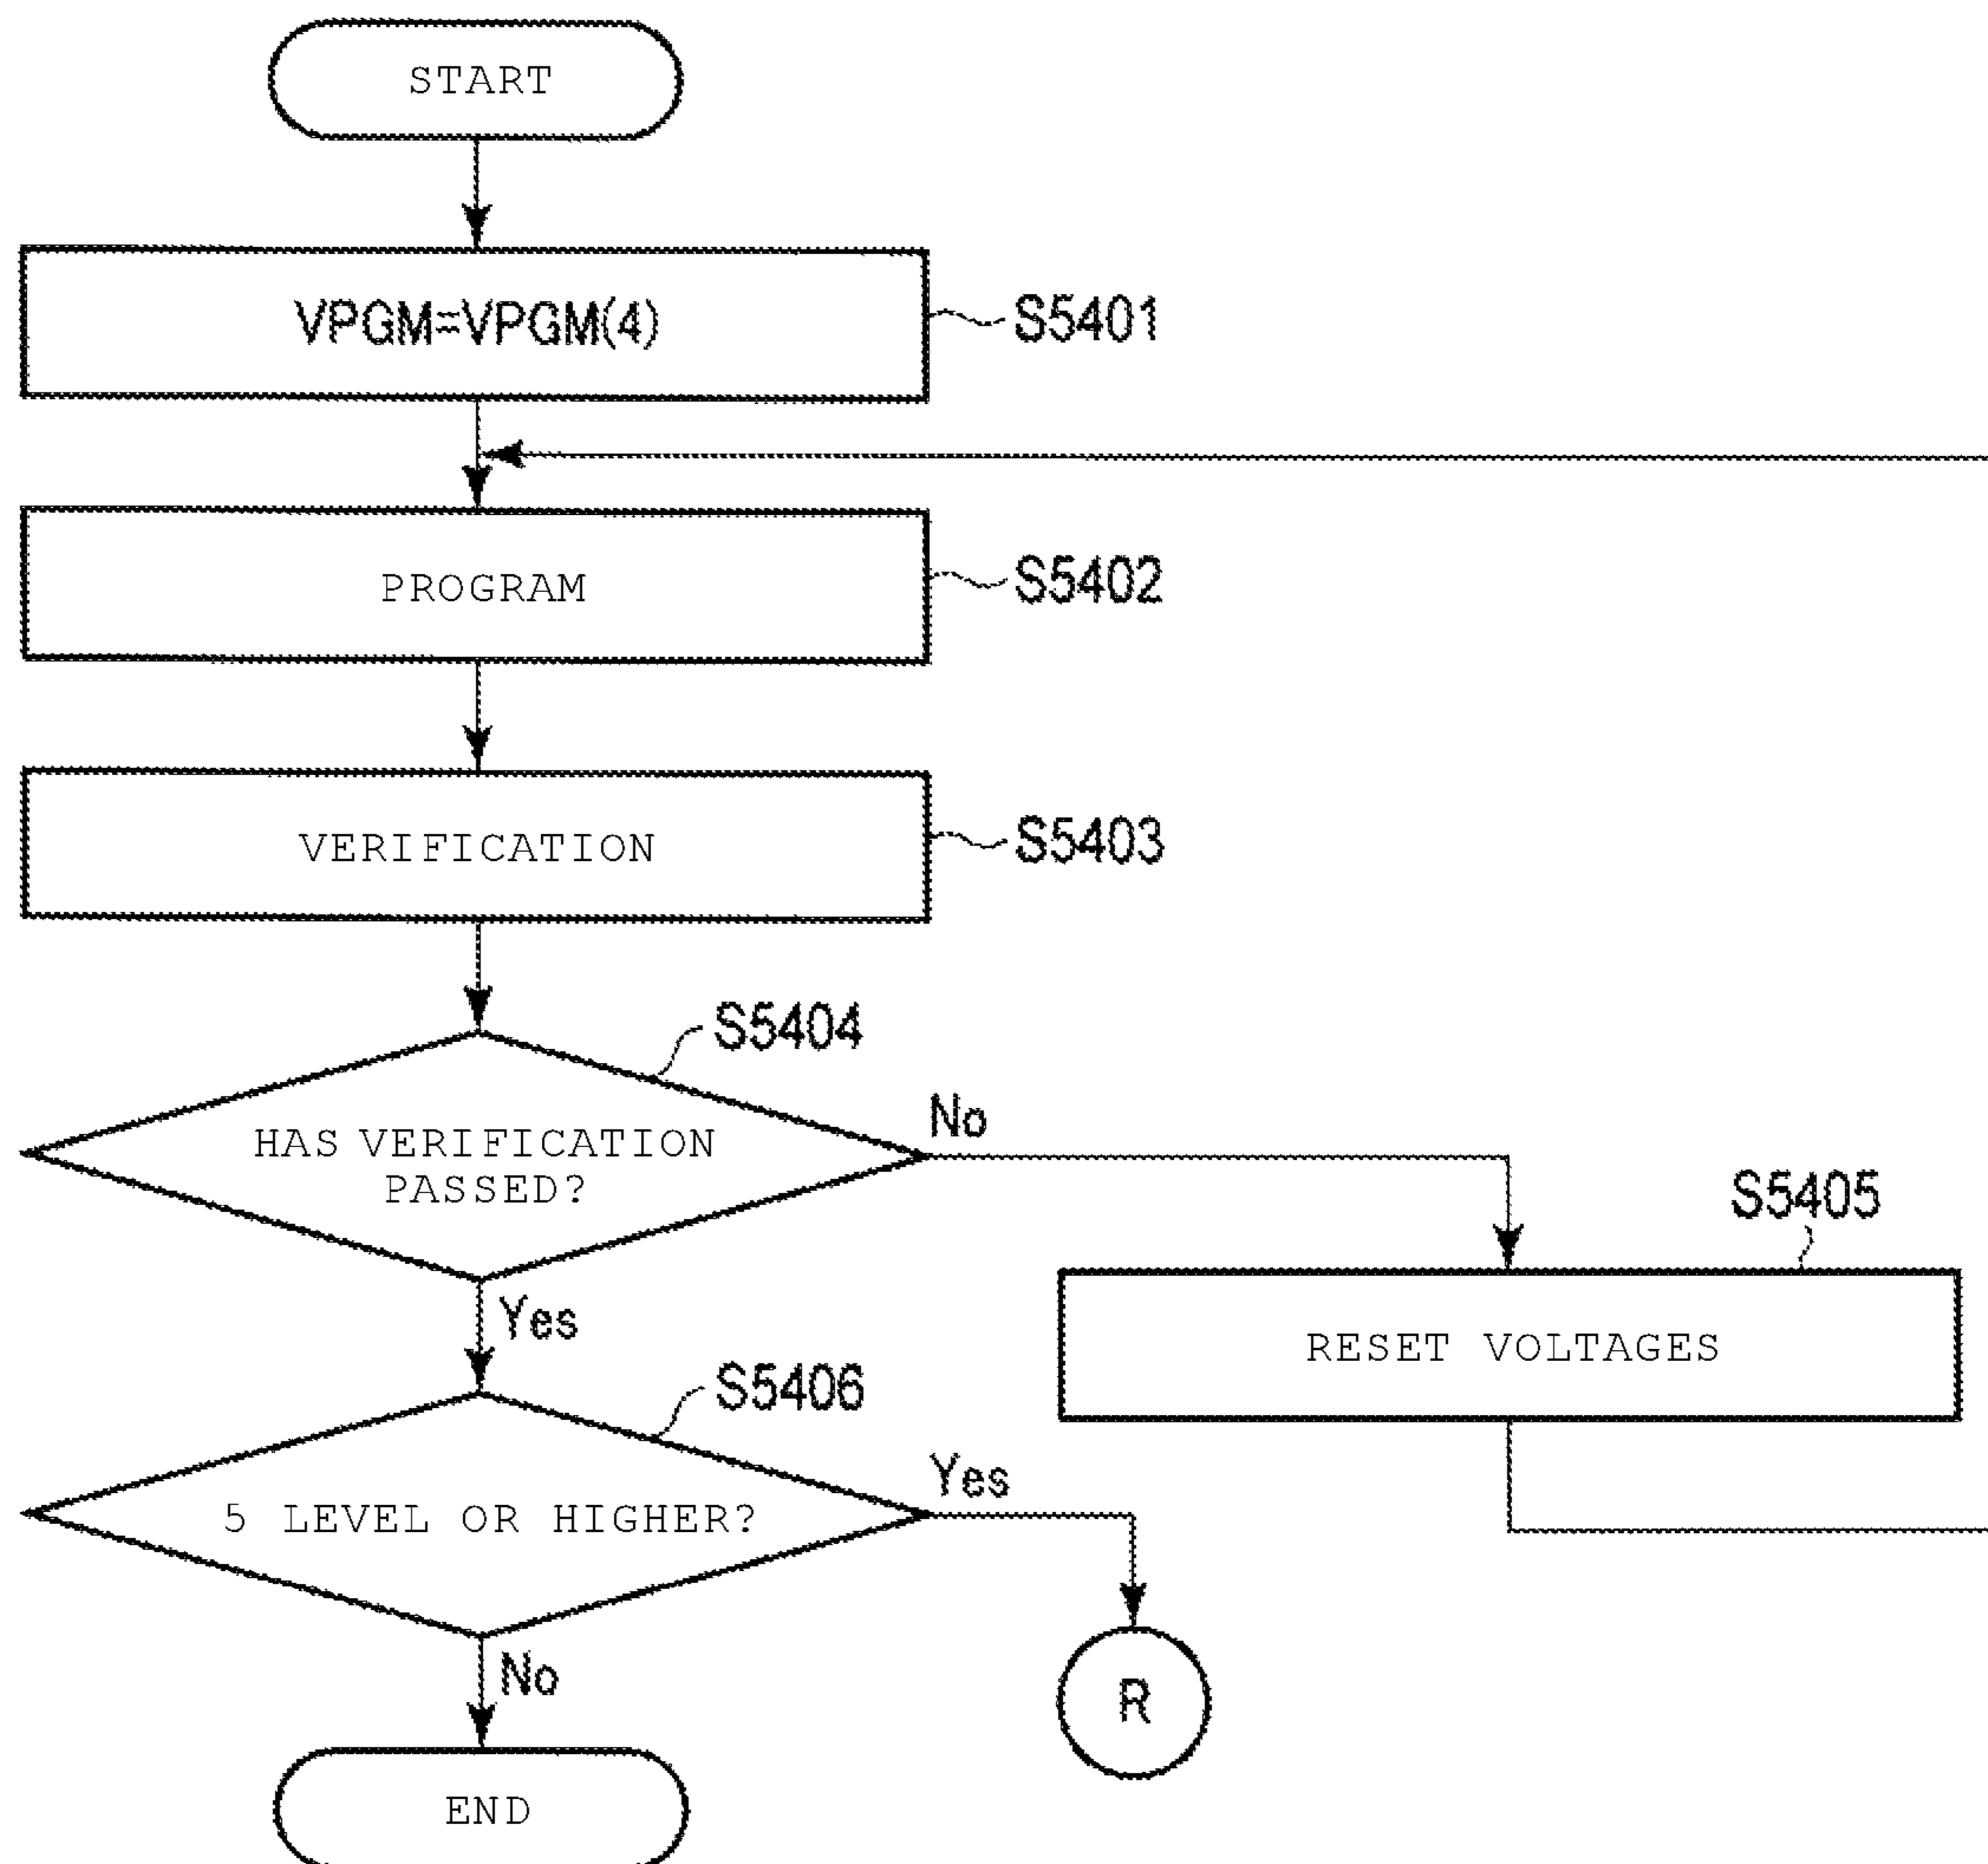 START
VPGM=VPGM(4)
S5401
PROGRAM
S5402
VERIFICATION
S5403
S5404
HAS VERIFICATION
PASSED?
No
S5405
RESET VOLTAGES
Yes
S5406
5 LEVEL OR HIGHER?
Yes
No
R
END